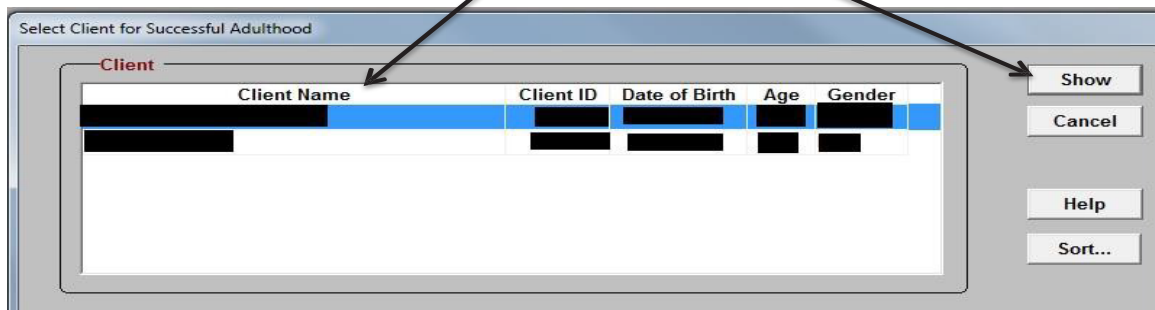 Select Client for Successful Adulthood
Client
Client Name Client ID Date of Birth Age Gender
Show
Cancel
Help
Sort...